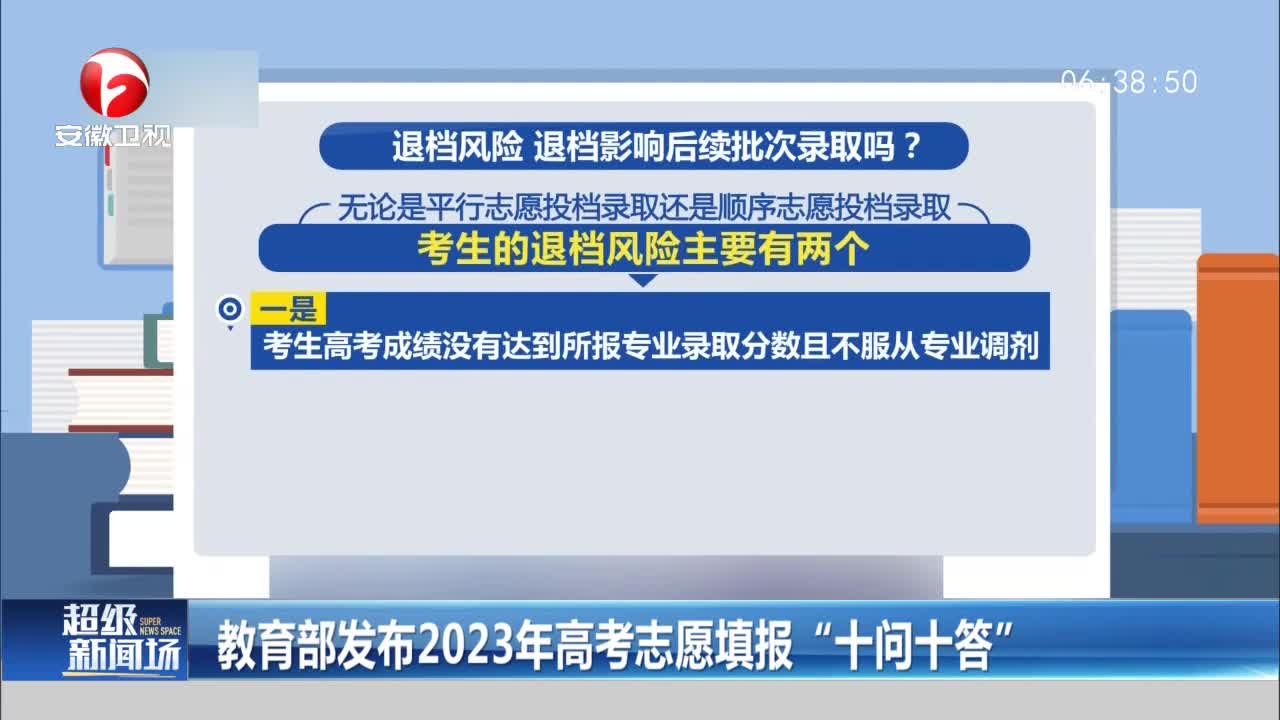 安徽卫视
06:38:50
退档风险 退档影响后续批次录取吗？
无论是平行志愿投档录取还是顺序志愿投档录取
考生的退档风险主要有两个
一是
考生高考成绩没有达到所报专业录取分数且不服从专业调剂
超级新闻场
SUPER
NEWS SPACE
教育部发布2023年高考志愿填报“十问十答”